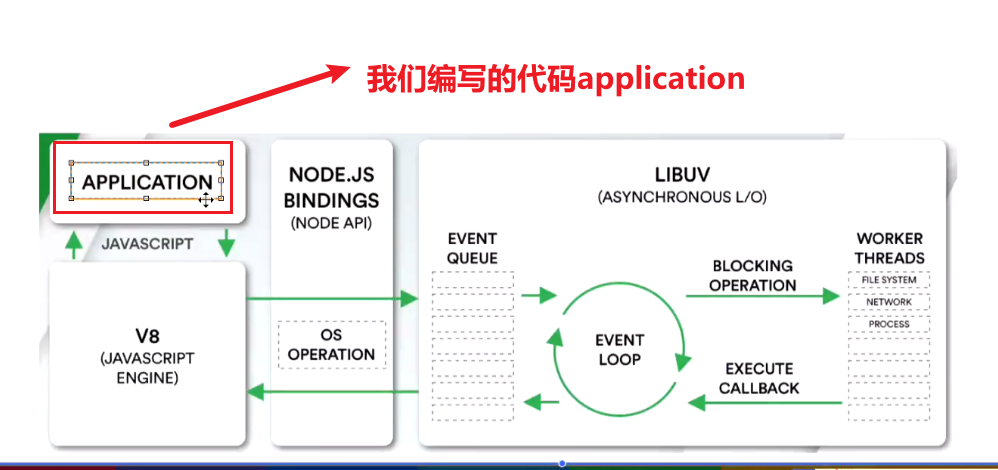 我们编写的代码application
APPLICATION
JAVASCRIPT
V8
(JAVASCRIPT
ENGINE)
NODE.JS
BINDINGS
(NODE API)
OS
OPERATION
LIBUV
(ASYNCHRONOUS L/O)
EVENT
QUEUE
EVENT
LOOP
BLOCKING
OPERATION
EXECUTE
CALLBACK
WORKER
THREADS
FILE SYSTEM
NETWORK
PROCESS